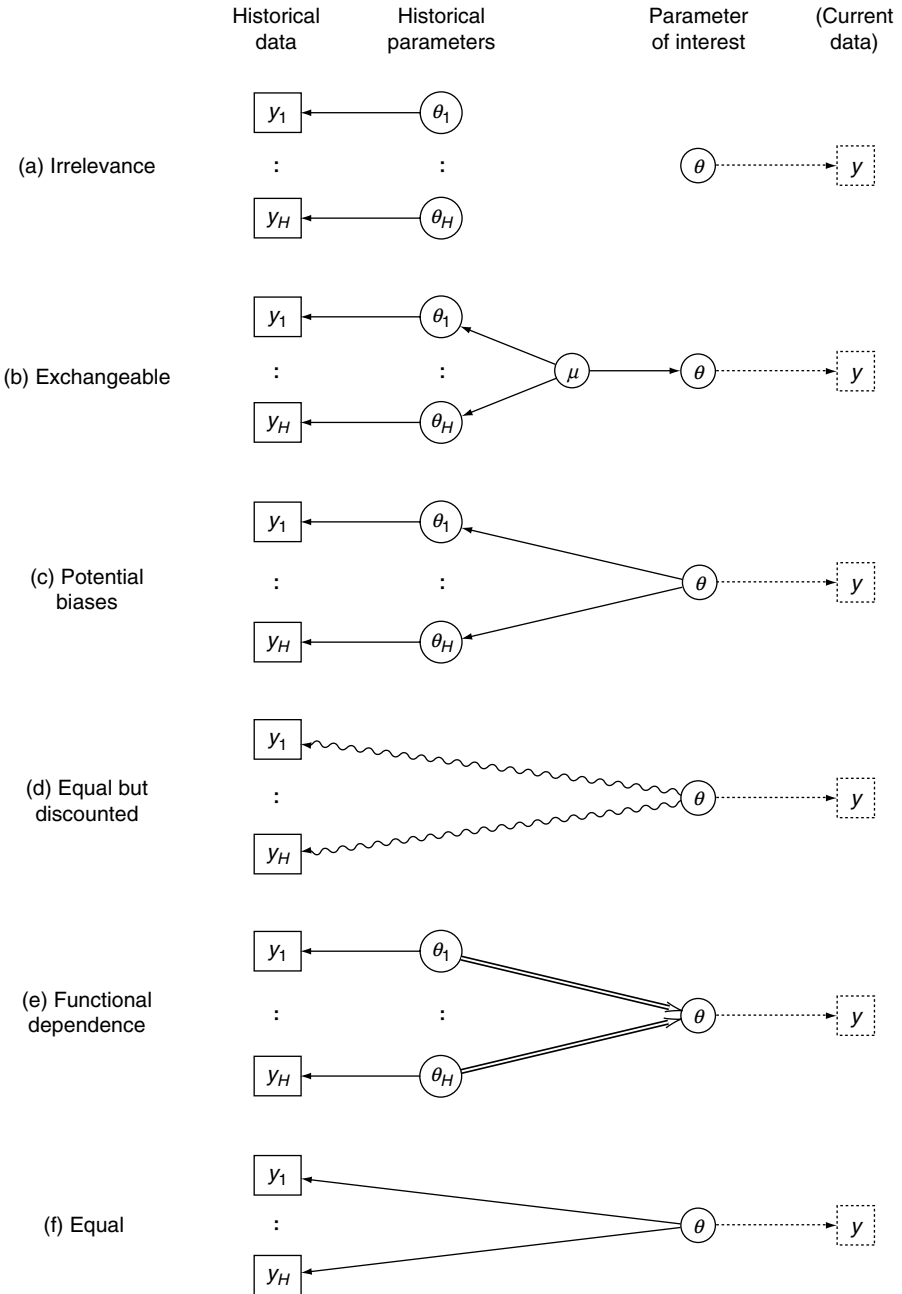 Historical data
Historical parameters
Parameter of interest
(Current data)
(a) Irrelevance
y1
θ1
:
:
θ
y
yH
θH
(b) Exchangeable
y1
θ1
:
:
μ
θ
y
yH
θH
(c) Potential biases
y1
θ1
:
:
θ
y
yH
θH
(d) Equal but discounted
y1
:
θ
y
yH
(e) Functional dependence
y1
θ1
:
:
θ
y
yH
θH
(f) Equal
y1
:
θ
y
yH